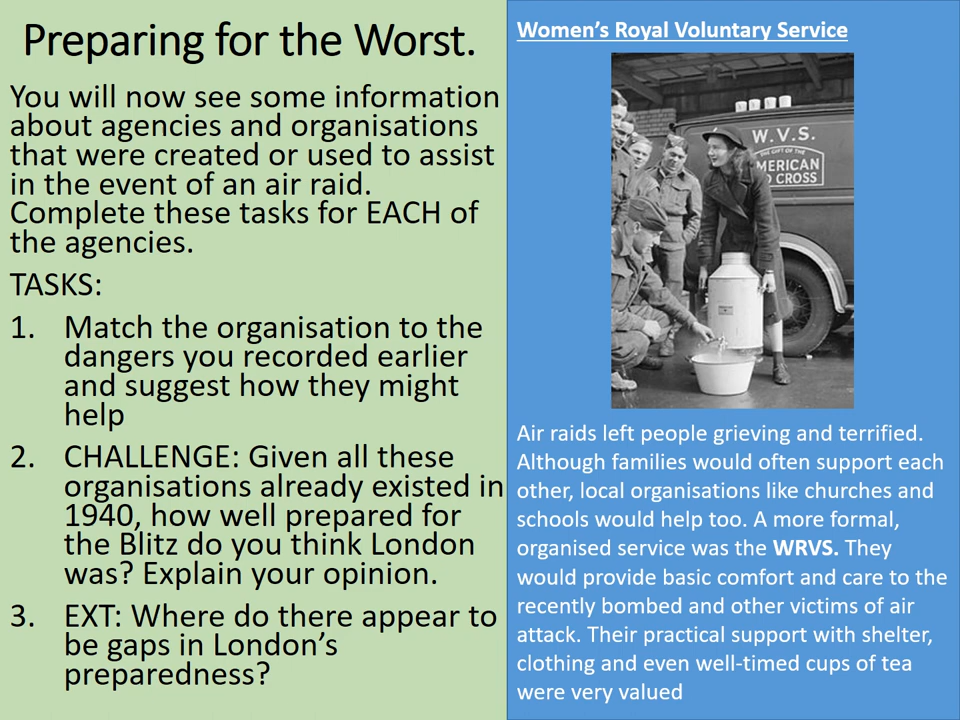 Preparing for the Worst.
You will now see some information
about agencies and organisations
that were created or used to assist
in the event of an air raid.
Complete these tasks for EACH of
the agencies.
TASKS:
1. Match the organisation to the
dangers you recorded earlier
and suggest how they might
help
2. CHALLENGE: Given all these
organisations already existed in
1940, how well prepared for
the Blitz do you think London
was? Explain your opinion.
3. EXT: Where do there appear to
be gaps in London’s
preparedness?
Women’s Royal Voluntary Service
W.V.S.
THE GIFT OF THE
MERICAN
CROSS
Air raids left people grieving and terrified.
Although families would often support each
other, local organisations like churches and
schools would help too. A more formal,
organised service was the WRVS. They
would provide basic comfort and care to the
recently bombed and other victims of air
attack. Their practical support with shelter,
clothing and even well-timed cups of tea
were very valued